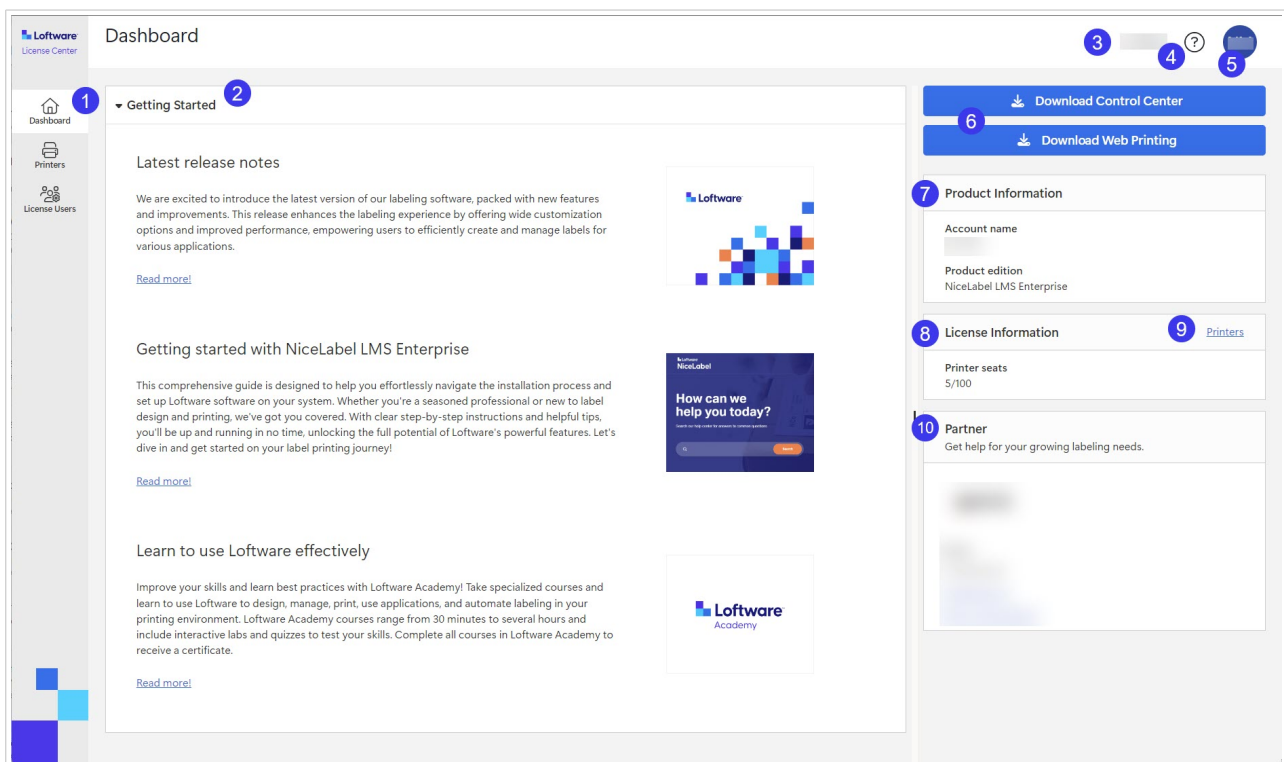 Loftware
License Center
Dashboard
3
4
?
5
1
Dashboard
Printers
License Users
Getting Started
2
Latest release notes
We are excited to introduce the latest version of our labeling software, packed with new features
and improvements. This release enhances the labeling experience by offering wide customization
options and improved performance, empowering users to efficiently create and manage labels for
various applications.
Read more!
Loftware
Getting started with NiceLabel LMS Enterprise
This comprehensive guide is designed to help you effortlessly navigate the installation process and
set up Loftware software on your system. Whether you're a seasoned professional or new to label
design and printing, we've got you covered. With clear step-by-step instructions and helpful tips,
you'll be up and running in no time, unlocking the full potential of Loftware's powerful features. Let's
dive in and get started on your label printing journey!
Read more!
Loftware
NiceLabel
How can we
help you today?
Search our help center for answers to common questions
Search
Learn to use Loftware effectively
Improve your skills and learn best practices with Loftware Academy! Take specialized courses and
learn to use Loftware to design, manage, print, use applications, and automate labeling in your
printing environment. Loftware Academy courses range from 30 minutes to several hours and
include interactive labs and quizzes to test your skills. Complete all courses in Loftware Academy to
receive a certificate.
Read more!
Loftware
Academy
Download Control Center
6
Download Web Printing
7
Product Information
Account name
Product edition
NiceLabel LMS Enterprise
8
License Information
9
Printers
Printer seats
5/100
10
Partner
Get help for your growing labeling needs.